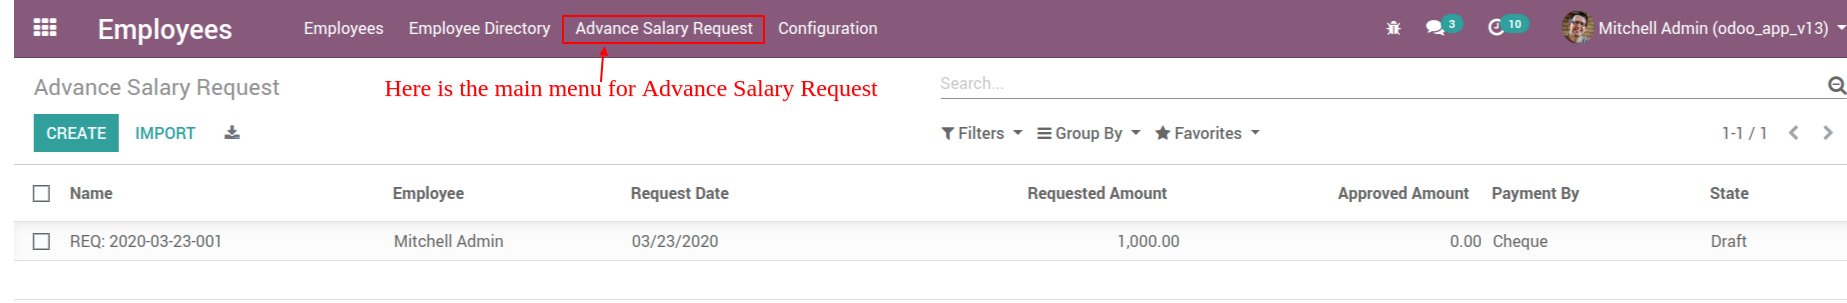 Employees Employees Employee Directory Advance Salary Request Configuration 3 10 Mitchell Admin (odoo_app_v13)
Advance Salary Request Here is the main menu for Advance Salary Request Search...
CREATE IMPORT Filters Group By Favorites 1-1 / 1
Name Employee Request Date Requested Amount Approved Amount Payment By State
REQ: 2020-03-23-001 Mitchell Admin 03/23/2020 1,000.00 0.00 Cheque Draft